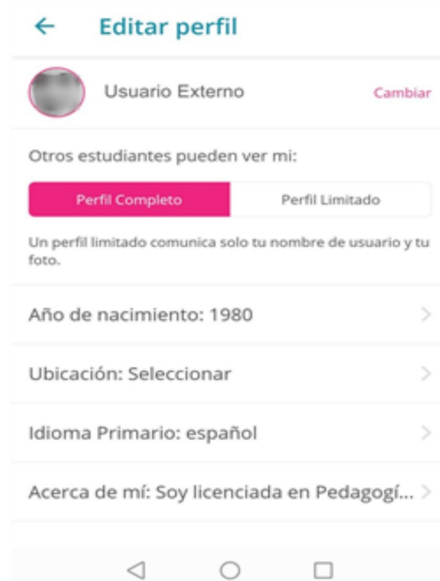 Editar perfil
Usuario Externo
Cambiar
Otros estudiantes pueden ver mi:
Perfil Completo
Perfil Limitado
Un perfil limitado comunica solo tu nombre de usuario y tu
foto.
Año de nacimiento: 1980
Ubicación: Seleccionar
Idioma Primario: español
Acerca de mí: Soy licenciada en Pedagogí...